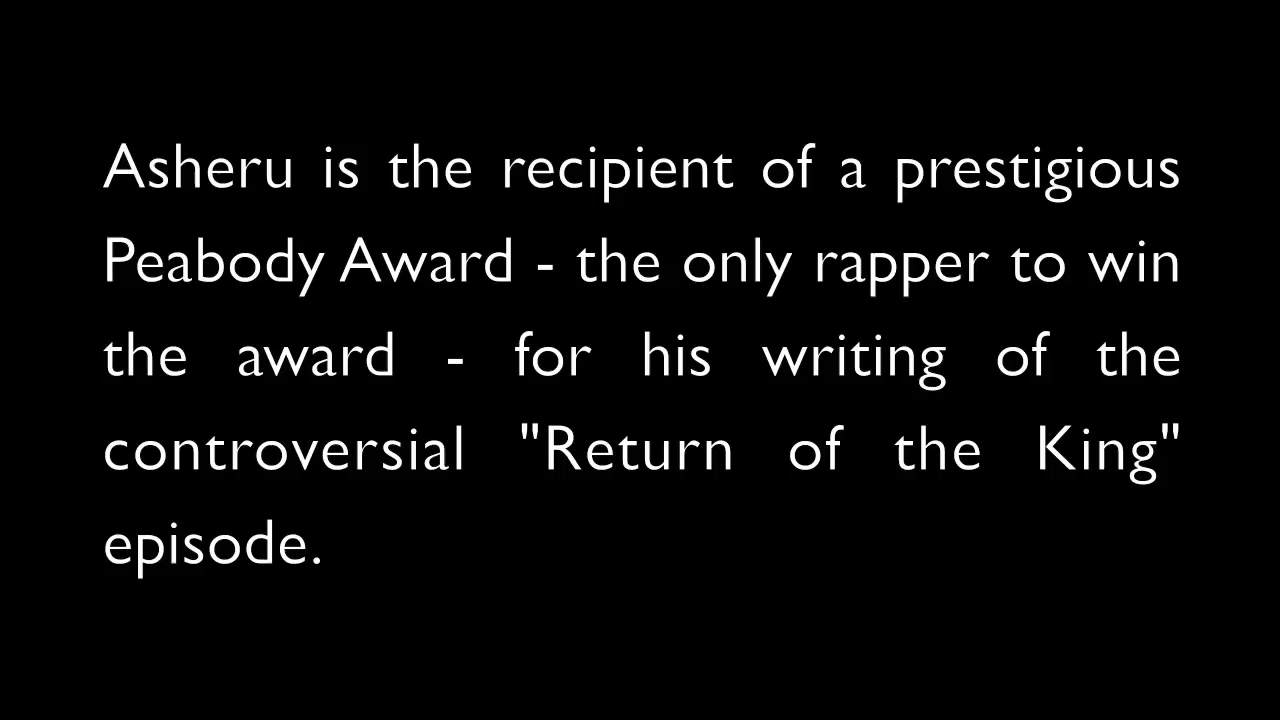 Asheru is the recipient of a prestigious
Peabody Award - the only rapper to win
the award - for his writing of the
controversial "Return of the King"
episode.